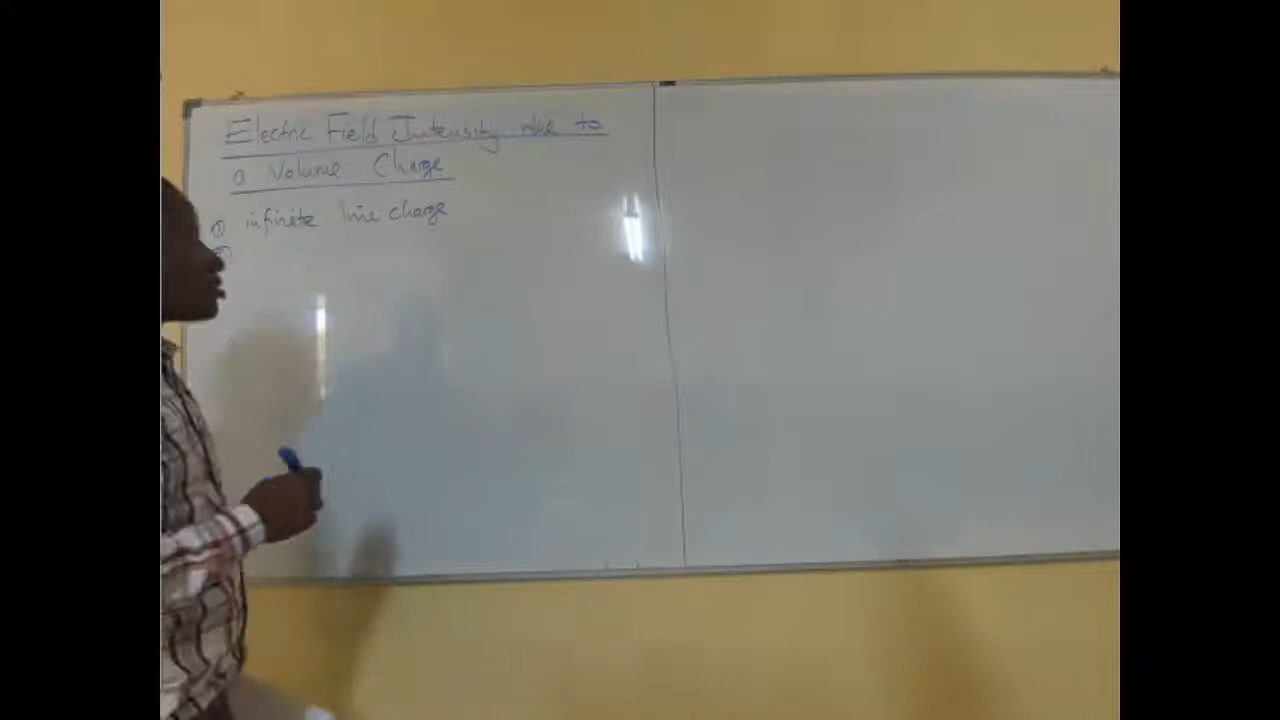 Electric Field Intensity due to
a Volume Charge
① infinite line charge